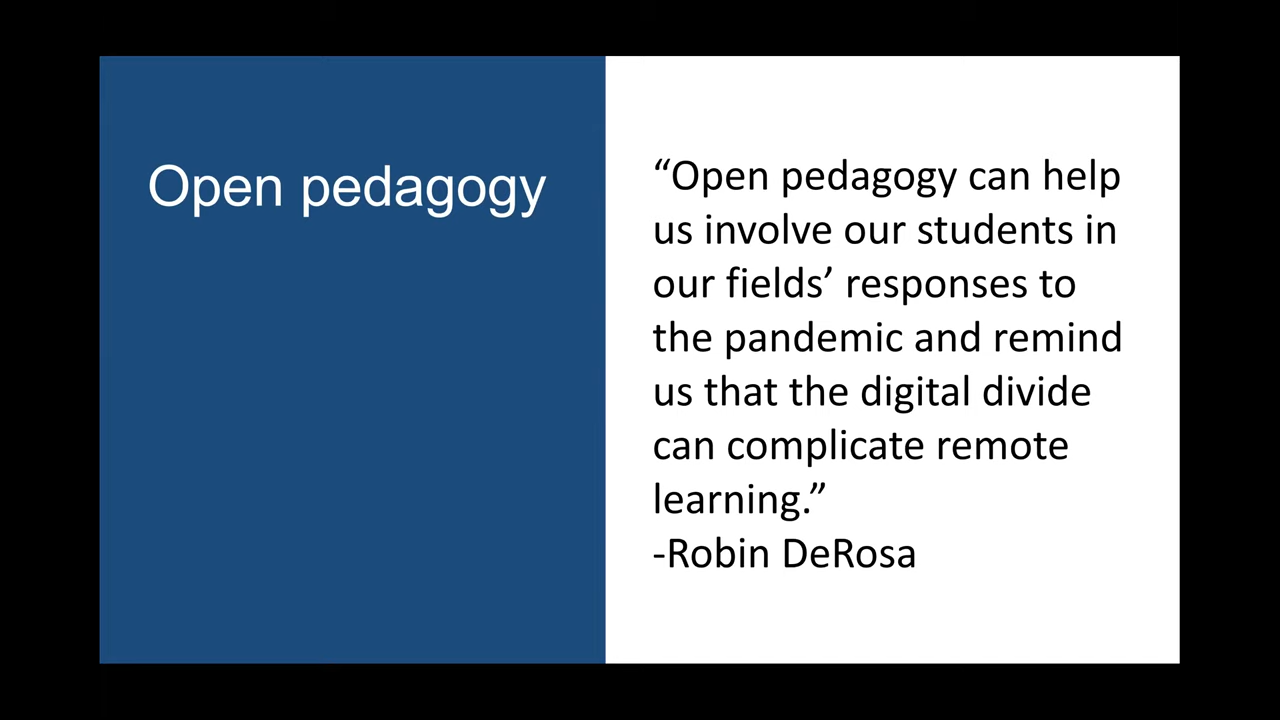 Open pedagogy
“Open pedagogy can help
us involve our students in
our fields’ responses to
the pandemic and remind
us that the digital divide
can complicate remote
learning.”
-Robin DeRosa